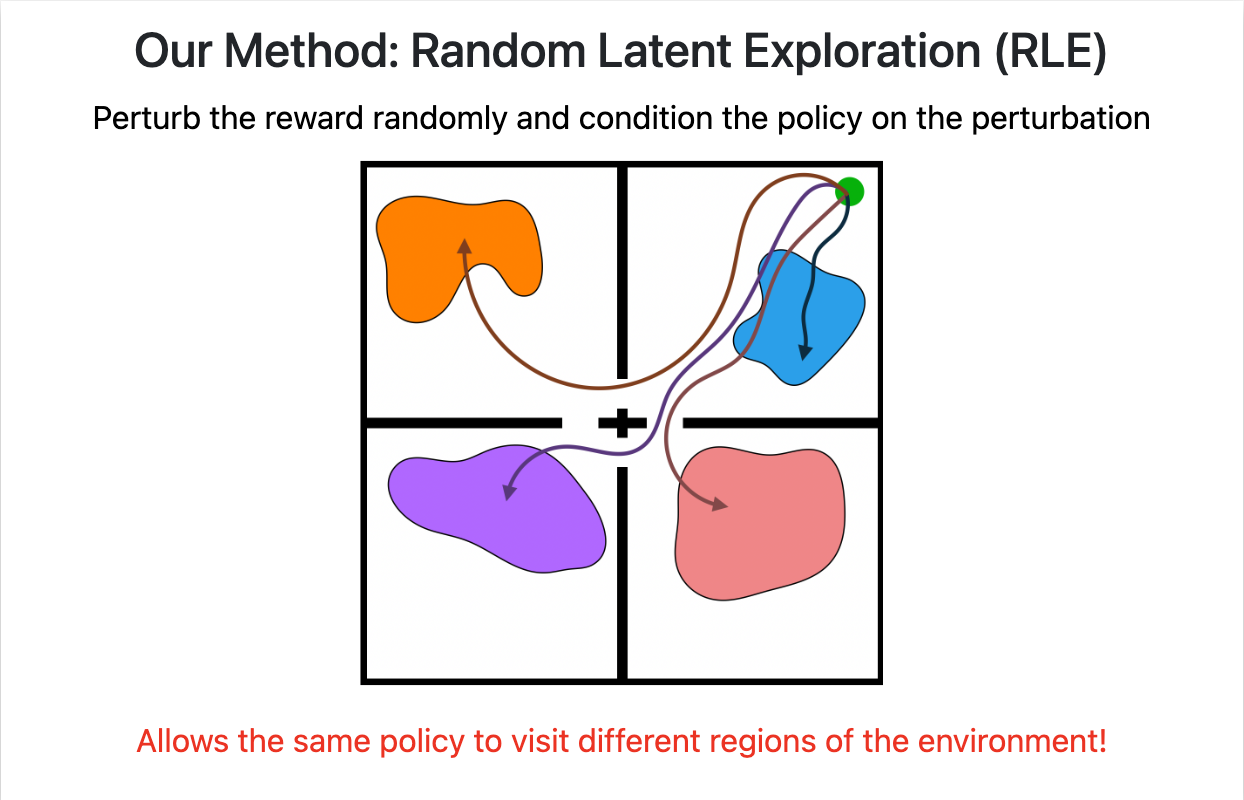 Our Method: Random Latent Exploration (RLE)
Perturb the reward randomly and condition the policy on the perturbation
Allows the same policy to visit different regions of the environment!